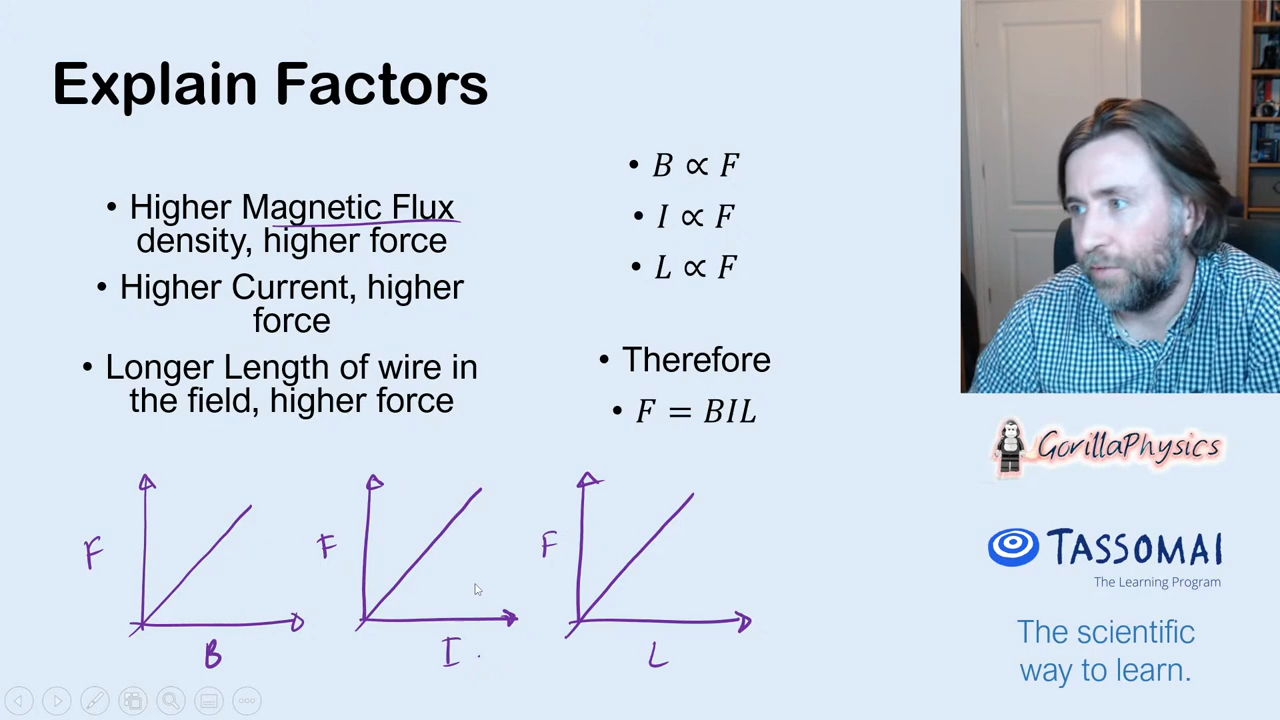 Explain Factors
• Higher Magnetic Flux
density, higher force
• Higher Current, higher
force
• Longer Length of wire in
the field, higher force
• B ∝ F
• I ∝ F
• L ∝ F
• Therefore
• F = BIL
F
B
F
I
F
L
GorillaPhysics
TASSOMAI
The Learning Program
The scientific
way to learn.